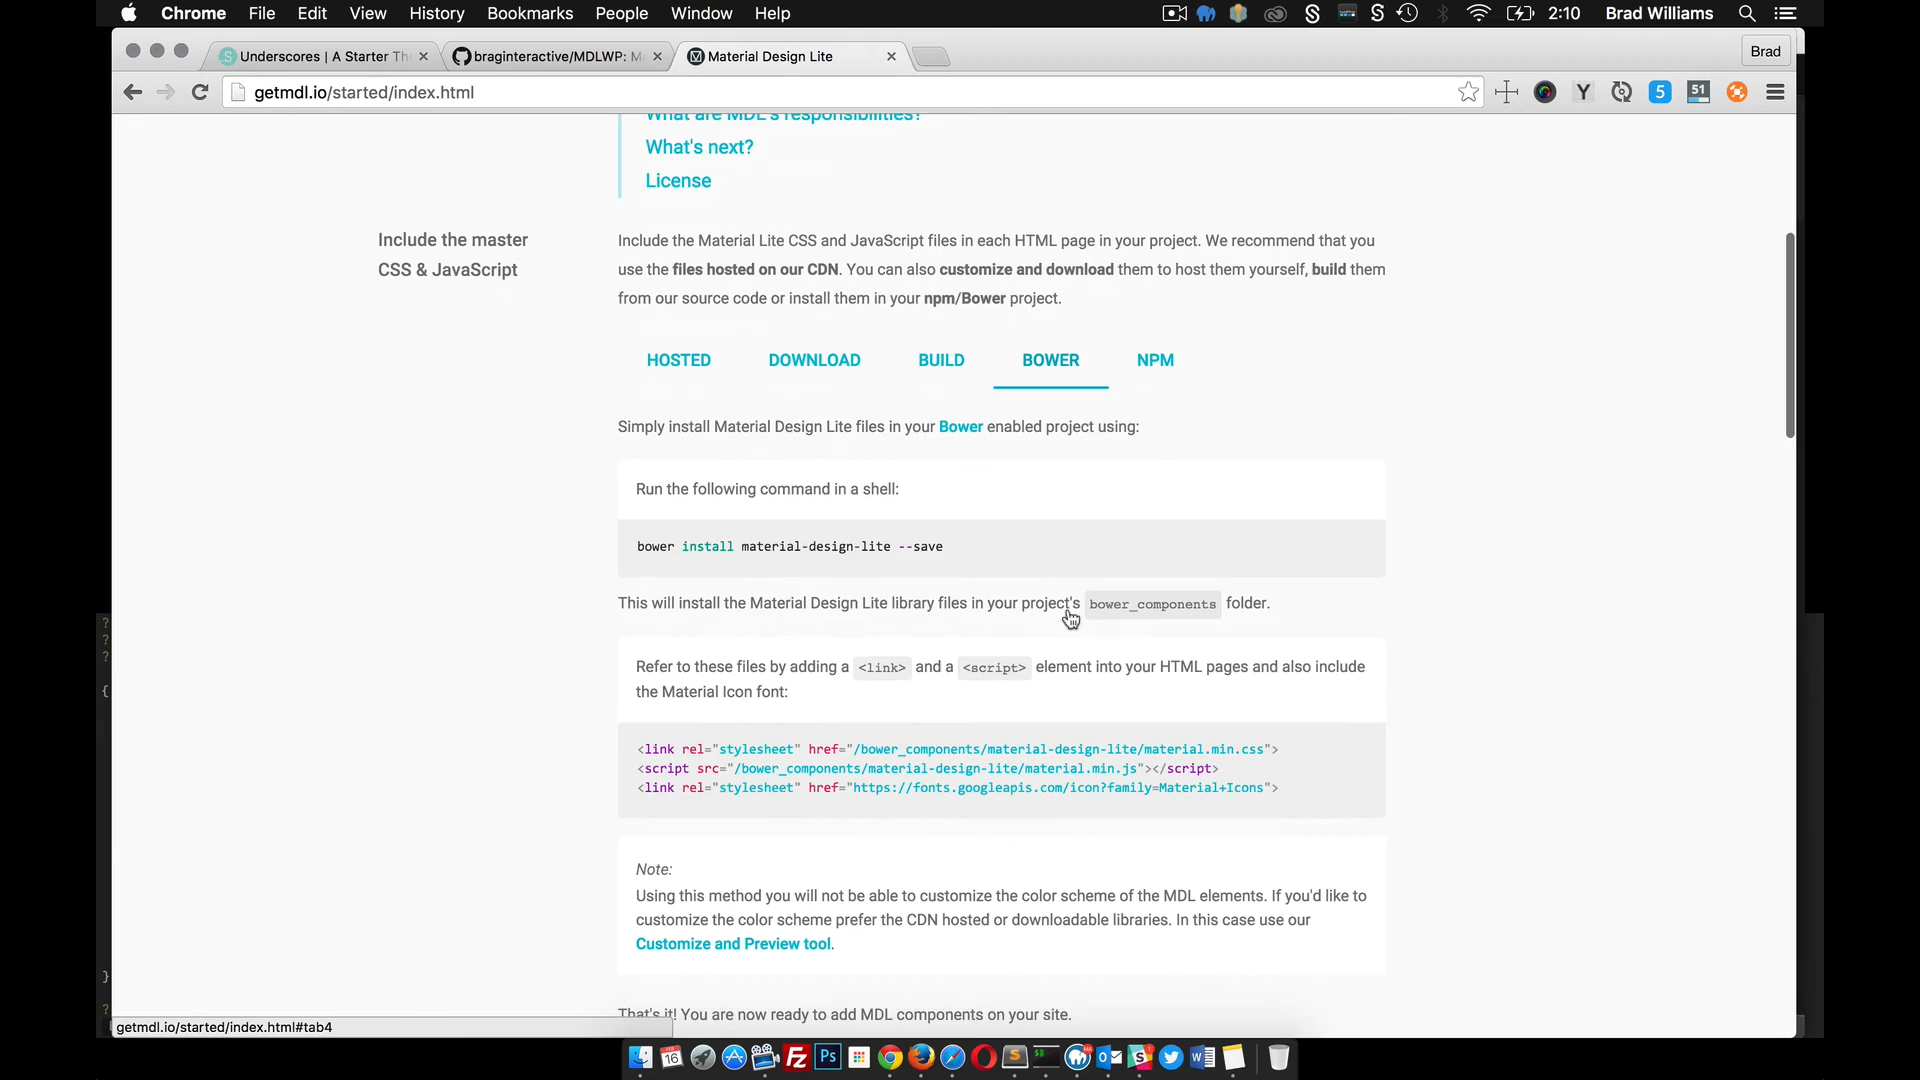 Chrome File Edit View History Bookmarks People Window Help 2:10 Brad Williams
Underscores | A Starter Th braginteractive/MDLWP: M Material Design Lite Brad
getmdl.io/started/index.html Y 5 51
What are MDL's responsibilities?
What's next?
License
Include the master
CSS & JavaScript
Include the Material Lite CSS and JavaScript files in each HTML page in your project. We recommend that you
use the files hosted on our CDN. You can also customize and download them to host them yourself, build them
from our source code or install them in your npm/Bower project.
HOSTED DOWNLOAD BUILD BOWER NPM
Simply install Material Design Lite files in your Bower enabled project using:
Run the following command in a shell:
bower install material-design-lite --save
This will install the Material Design Lite library files in your project's bower_components folder.
Refer to these files by adding a <link> and a <script> element into your HTML pages and also include
the Material Icon font:
<link rel="stylesheet" href="/bower_components/material-design-lite/material.min.css">
<script src="/bower_components/material-design-lite/material.min.js"></script>
<link rel="stylesheet" href="https://fonts.googleapis.com/icon?family=Material+Icons">
Note:
Using this method you will not be able to customize the color scheme of the MDL elements. If you'd like to
customize the color scheme prefer the CDN hosted or downloadable libraries. In this case use our
Customize and Preview tool.
That's it! You are now ready to add MDL components on your site.
getmdl.io/started/index.html#tab4
16 Fz Ps